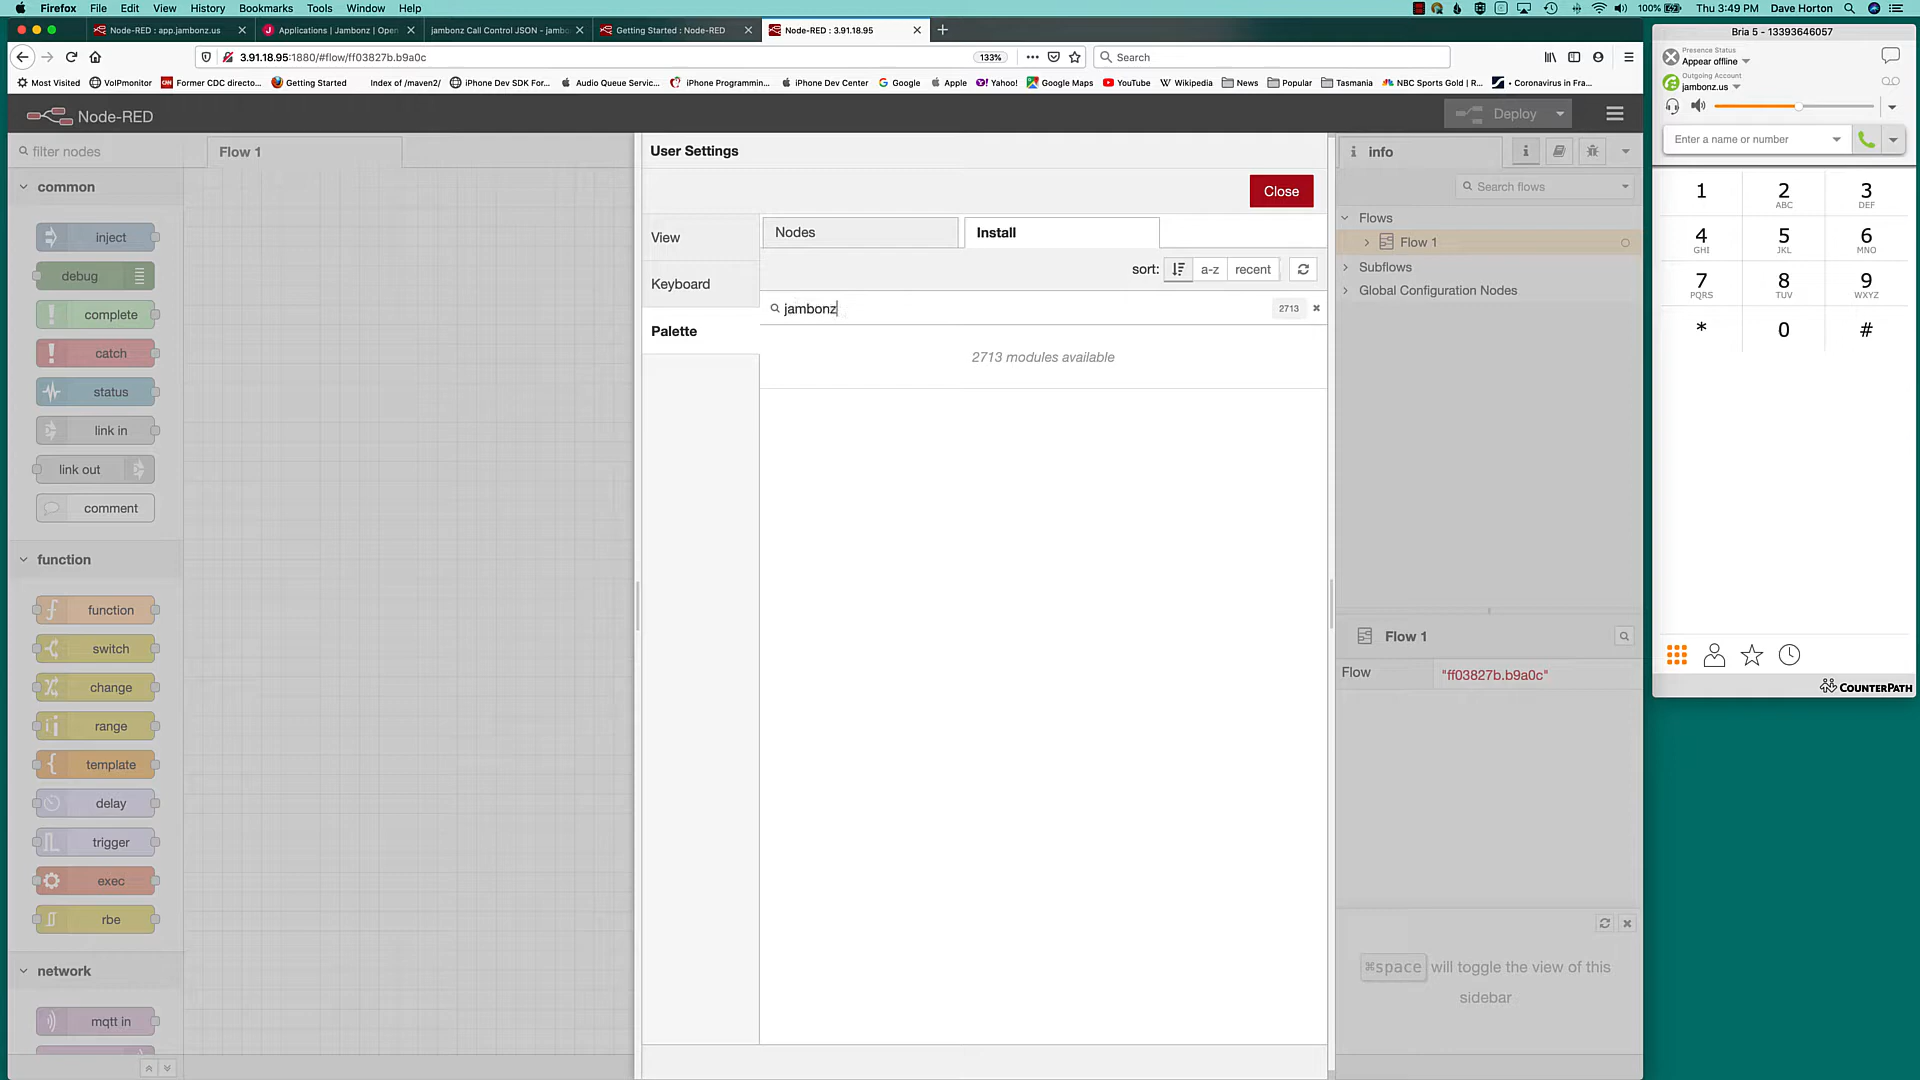 Firefox File Edit View History Bookmarks Tools Window Help
100% Thu 3:49 PM Dave Horton
Node-RED : app.jambonz.us
Applications | Jambonz | Open
jambonz Call Control JSON - jambo
Getting Started : Node-RED
Node-RED : 3.91.18.95
3.91.18.95:1880/#flow/ff03827b.b9a0c
133%
Search
Most Visited VoIPmonitor Former CDC directo... Getting Started Index of /maven2/ iPhone Dev SDK For... Audio Queue Servic... iPhone Programmin... iPhone Dev Center Google Apple Yahoo! Google Maps YouTube Wikipedia News Popular Tasmania NBC Sports Gold | R... • Coronavirus in Fra...
Node-RED
Deploy
filter nodes
Flow 1
common
inject
debug
complete
catch
status
link in
link out
comment
function
function
switch
change
range
template
delay
trigger
exec
rbe
network
mqtt in
User Settings
Close
View
Keyboard
Palette
Nodes
Install
sort: a-z recent
jambonz
2713
2713 modules available
info
Search flows
Flows
Flow 1
Subflows
Global Configuration Nodes
Flow 1
Flow "ff03827b.b9a0c"
⌘space will toggle the view of this
sidebar
Bria 5 - 13393646057
Presence Status
Appear offline
Outgoing Account
jambonz.us
Enter a name or number
1 2 3
ABC DEF
4 5 6
GHI JKL MNO
7 8 9
PQRS TUV WXYZ
* 0 #
COUNTERPATH